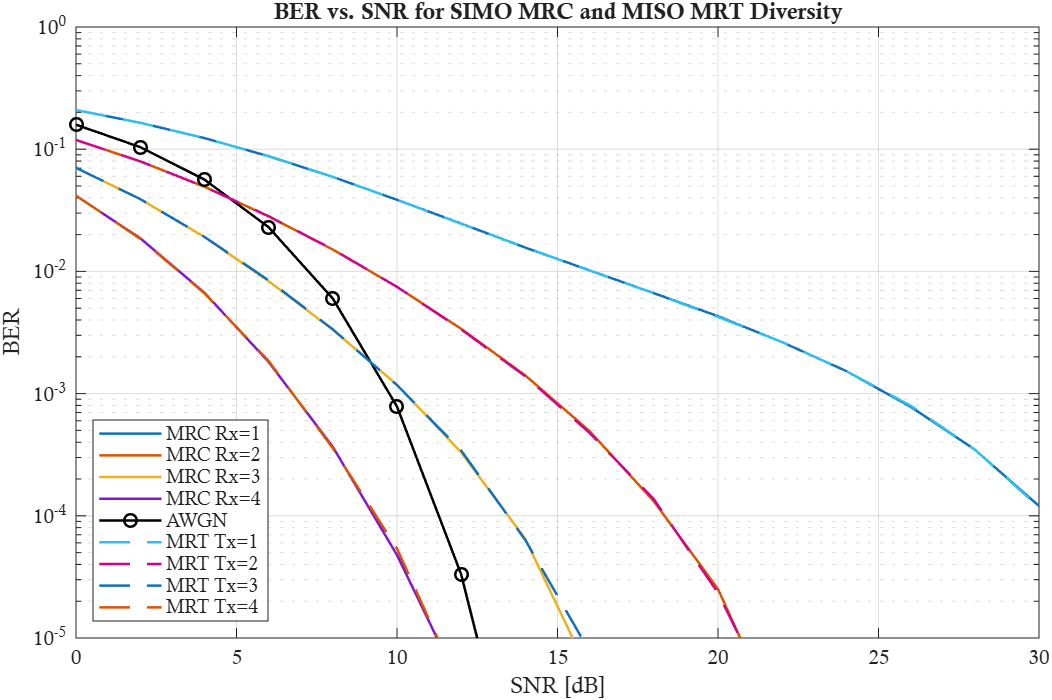 BER vs. SNR for SIMO MRC and MISO MRT Diversity
10^0
10^-1
10^-2
10^-3
10^-4
10^-5
BER
MRC Rx=1
MRC Rx=2
MRC Rx=3
MRC Rx=4
AWGN
MRT Tx=1
MRT Tx=2
MRT Tx=3
MRT Tx=4
0 5 10 15 20 25 30
SNR [dB]